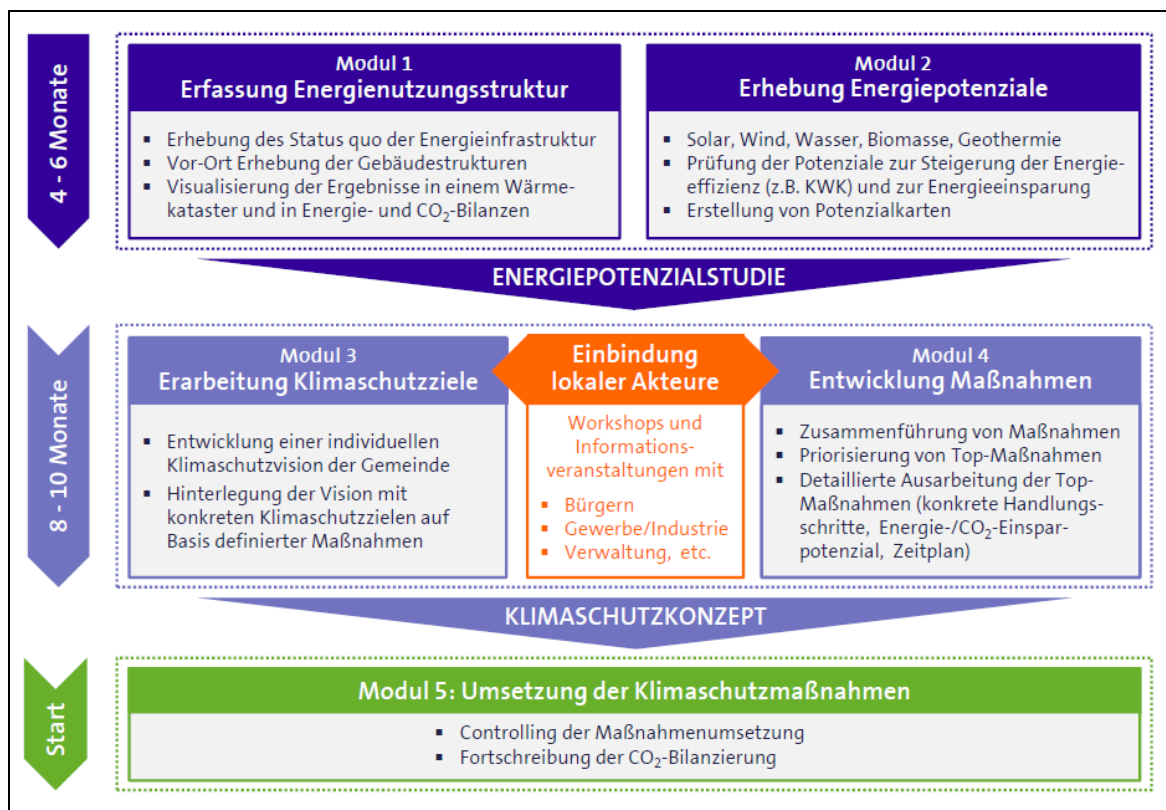 4 - 6 Monate
Modul 1
Erfassung Energienutzungsstruktur
▪ Erhebung des Status quo der Energieinfrastruktur
▪ Vor-Ort Erhebung der Gebäudestrukturen
▪ Visualisierung der Ergebnisse in einem Wärme-
kataster und in Energie- und CO₂-Bilanzen
Modul 2
Erhebung Energiepotenziale
▪ Solar, Wind, Wasser, Biomasse, Geothermie
▪ Prüfung der Potenziale zur Steigerung der Energie-
effizienz (z.B. KWK) und zur Energieeinsparung
▪ Erstellung von Potenzialkarten
ENERGIEPOTENZIALSTUDIE
8 - 10 Monate
Modul 3
Erarbeitung Klimaschutzziele
▪ Entwicklung einer individuellen
Klimaschutzvision der Gemeinde
▪ Hinterlegung der Vision mit
konkreten Klimaschutzzielen auf
Basis definierter Maßnahmen
Einbindung
lokaler Akteure
Workshops und
Informations-
veranstaltungen mit
▪ Bürgern
▪ Gewerbe/Industrie
▪ Verwaltung, etc.
Modul 4
Entwicklung Maßnahmen
▪ Zusammenführung von Maßnahmen
▪ Priorisierung von Top-Maßnahmen
▪ Detaillierte Ausarbeitung der Top-
Maßnahmen (konkrete Handlungs-
schritte, Energie-/CO₂-Einspar-
potenzial, Zeitplan)
KLIMASCHUTZKONZEPT
Start
Modul 5: Umsetzung der Klimaschutzmaßnahmen
▪ Controlling der Maßnahmenumsetzung
▪ Fortschreibung der CO₂-Bilanzierung